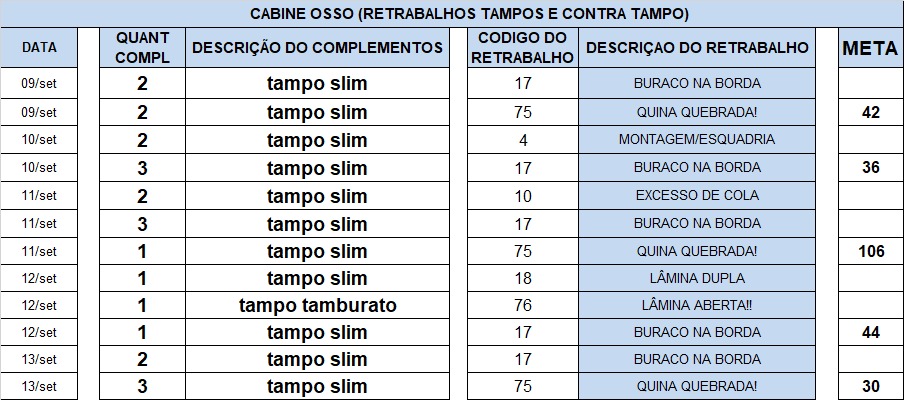 CABINE OSSO (RETRABALHOS TAMPOS E CONTRA TAMPO)
DATA QUANT COMPL DESCRIÇÃO DO COMPLEMENTOS CODIGO DO RETRABALHO DESCRIÇAO DO RETRABALHO META
09/set 2 tampo slim 17 BURACO NA BORDA
09/set 2 tampo slim 75 QUINA QUEBRADA! 42
10/set 2 tampo slim 4 MONTAGEM/ESQUADRIA
10/set 3 tampo slim 17 BURACO NA BORDA 36
11/set 2 tampo slim 10 EXCESSO DE COLA
11/set 3 tampo slim 17 BURACO NA BORDA
11/set 1 tampo slim 75 QUINA QUEBRADA! 106
12/set 1 tampo slim 18 LÂMINA DUPLA
12/set 1 tampo tamburato 76 LÂMINA ABERTA!!
12/set 1 tampo slim 17 BURACO NA BORDA 44
13/set 2 tampo slim 17 BURACO NA BORDA
13/set 3 tampo slim 75 QUINA QUEBRADA! 30